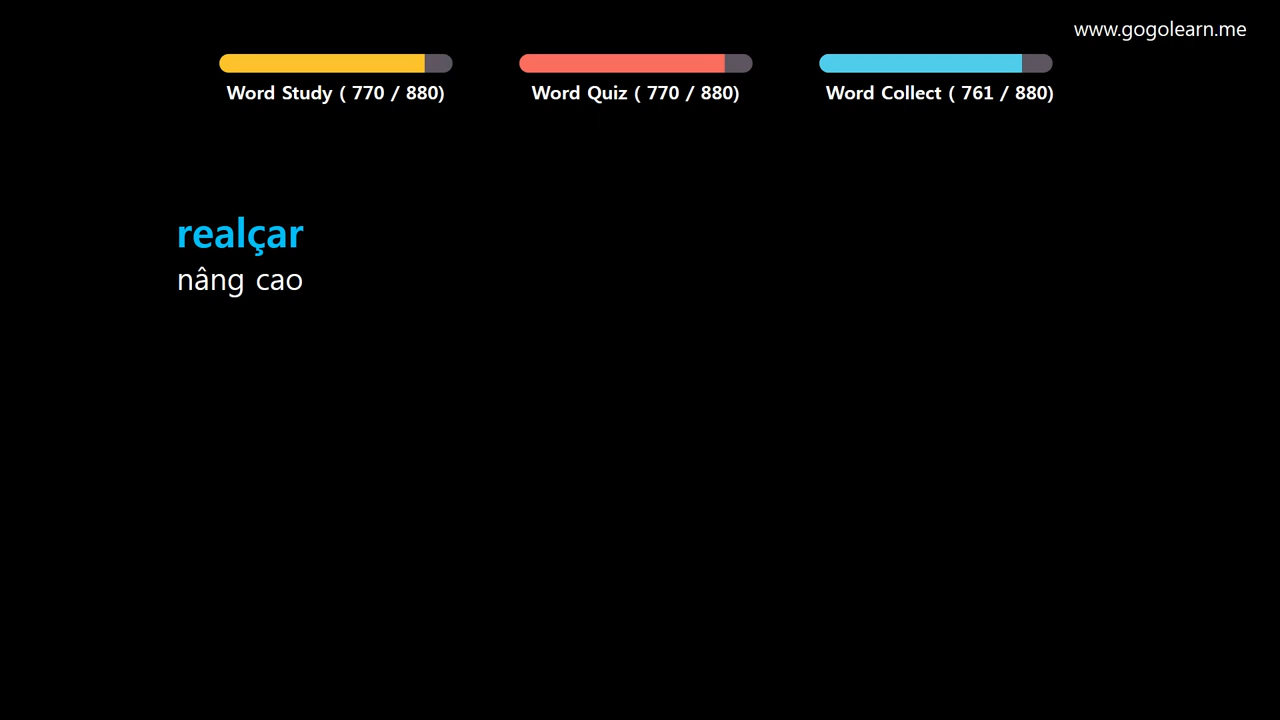 www.gogolearn.me
Word Study ( 770 / 880)
Word Quiz ( 770 / 880)
Word Collect ( 761 / 880)
realçar
nâng cao